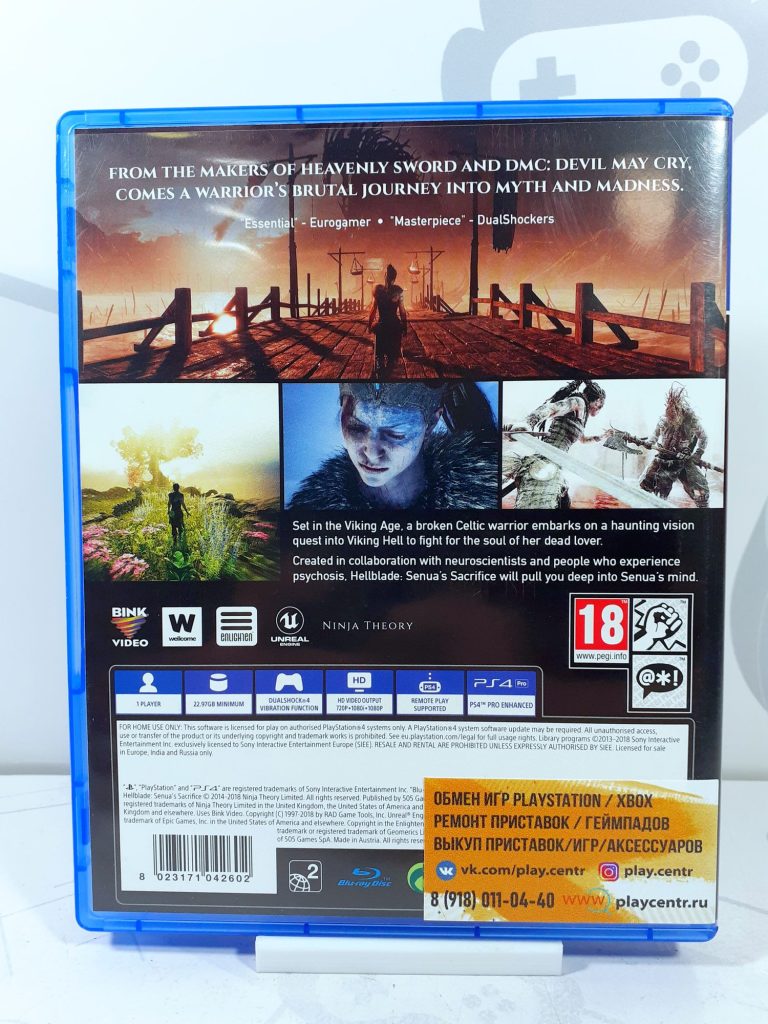 FROM THE MAKERS OF HEAVENLY SWORD AND DMC: DEVIL MAY CRY,
COMES A WARRIOR'S BRUTAL JOURNEY INTO MYTH AND MADNESS.
"Essential" - Eurogamer • "Masterpiece" - DualShockers
Set in the Viking Age, a broken Celtic warrior embarks on a haunting vision
quest into Viking Hell to fight for the soul of her dead lover.
Created in collaboration with neuroscientists and people who experience
psychosis, Hellblade: Senua's Sacrifice will pull you deep into Senua's mind.
BINK
VIDEO
W
wellcome
ENLIGHTEN
UNREAL
ENGINE
NINJA THEORY
18
www.pegi.info
@*!
1 PLAYER
22.97GB MINIMUM
DUALSHOCK®4
VIBRATION FUNCTION
HD
HD VIDEO OUTPUT
720P•1080i•1080P
PS4
REMOTE PLAY
SUPPORTED
PS4 Pro
PS4™ PRO ENHANCED
FOR HOME USE ONLY: This software is licensed for play on authorised PlayStation®4 systems only. A PlayStation®4 system software update may be required. All unauthorised access,
use or transfer of the product or its underlying copyright and trademark works is prohibited. See eu.playstation.com/legal for full usage rights. Library programs ©2013-2018 Sony Interactive
Entertainment Inc. exclusively licensed to Sony Interactive Entertainment Europe (SIEE). RESALE AND RENTAL ARE PROHIBITED UNLESS EXPRESSLY AUTHORISED BY SIEE. Licensed for sale
in Europe, India and Russia only.
", "PlayStation" and "PS4" are registered trademarks of Sony Interactive Entertainment Inc. "Blu-
Hellblade: Senua's Sacrifice © 2014-2018 Ninja Theory Limited. All rights reserved. Published by 505 Ga
registered trademarks of Ninja Theory Limited in the United Kingdom, the United States of America and
Kingdom and elsewhere. Uses Bink Video. Copyright (C) 1997-2018 by RAD Game Tools, Inc. Unreal® Eng
trademark of Epic Games, Inc. in the United States of America and elsewhere. Copyright in the Enlighten
trademark or registered trademark of Geomerics Li
of 505 Games SpA. Made in Austria. All rights rese
8 023171 042602
2
Blu-ray Disc
ОБМЕН ИГР PLAYSTATION / XBOX
РЕМОНТ ПРИСТАВОК / ГЕЙМПАДОВ
ВЫКУП ПРИСТАВОК/ИГР/АКСЕССУАРОВ
vk.com/play.centr
play.centr
8 (918) 011-04-40
www
playcentr.ru